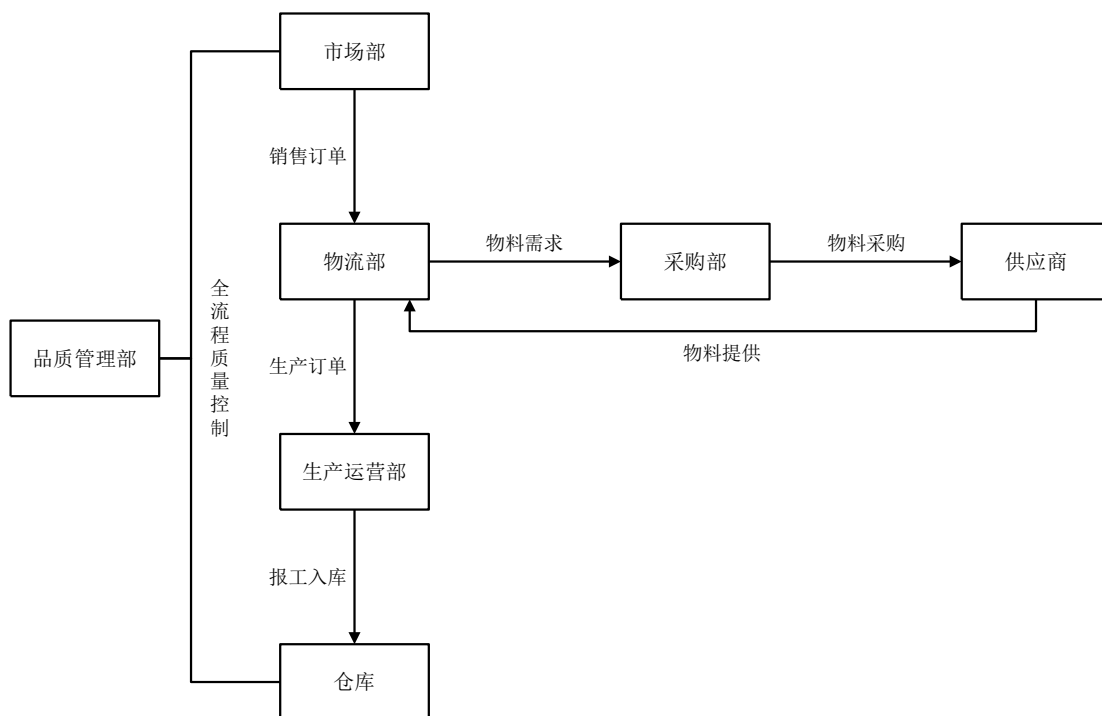 市场部
销售订单
物流部
物料需求
采购部
物料采购
供应商
物料提供
全流程质量控制
品质管理部
生产订单
生产运营部
报工入库
仓库